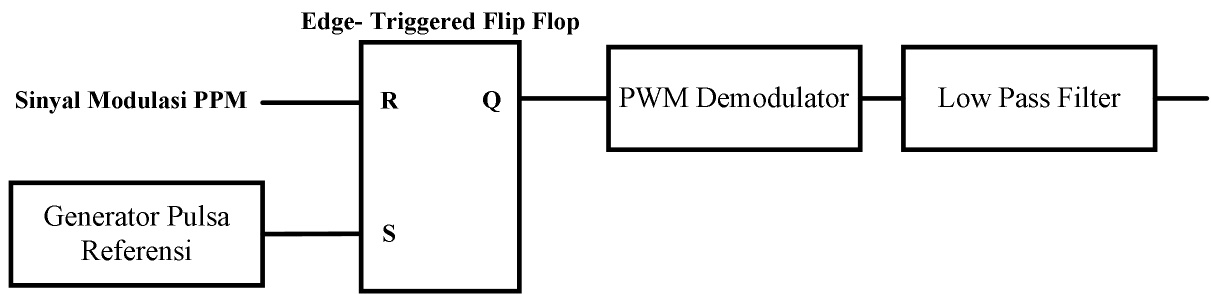 Edge- Triggered Flip Flop
Sinyal Modulasi PPM
R
Q
PWM Demodulator
Low Pass Filter
Generator Pulsa
Referensi
S